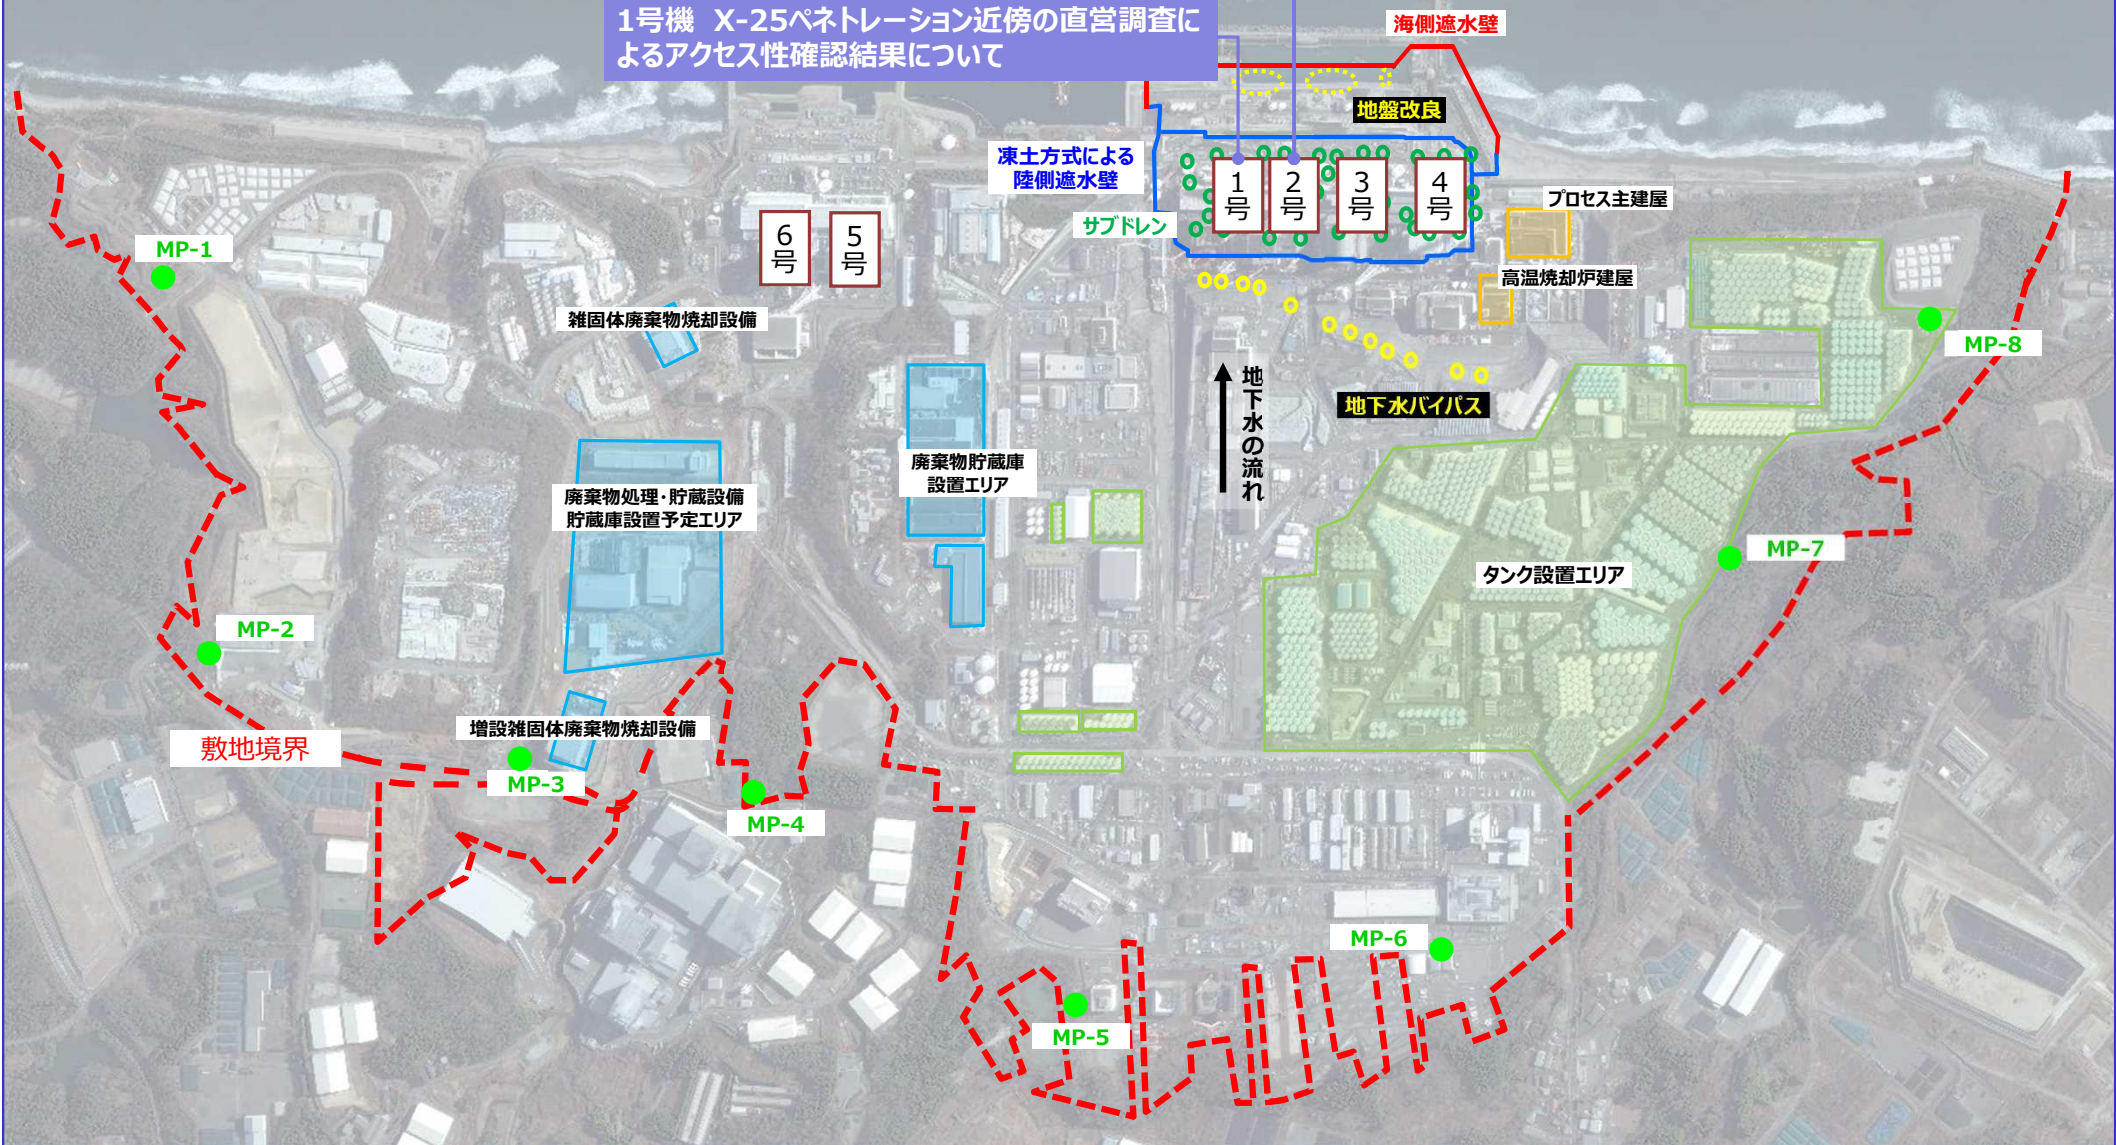 1号機 X-25ペネトレーション近傍の直営調査に
よるアクセス性確認結果について
海側遮水壁
地盤改良
凍土方式による
陸側遮水壁
サブドレン
1
号
2
号
3
号
4
号
プロセス主建屋
高温焼却炉建屋
6
号
5
号
MP-1
雑固体廃棄物焼却設備
MP-8
地下水バイパス
地下水の流れ
廃棄物貯蔵庫
設置エリア
廃棄物処理・貯蔵設備
貯蔵庫設置予定エリア
タンク設置エリア
MP-7
MP-2
増設雑固体廃棄物焼却設備
敷地境界
MP-3
MP-4
MP-6
MP-5